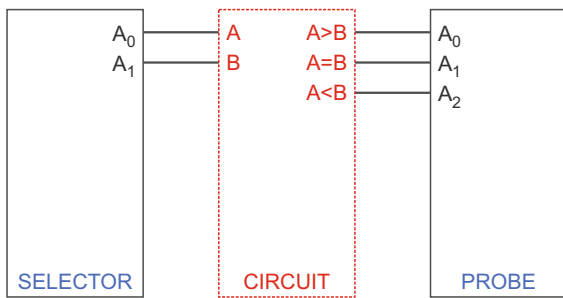 A0 A A>B A0
A1 B A=B A1
A<B A2
SELECTOR CIRCUIT PROBE